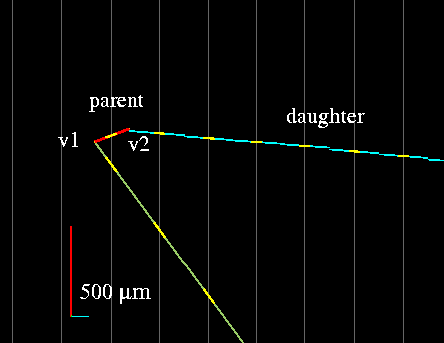 parent
daughter
v1
v2
500 μm